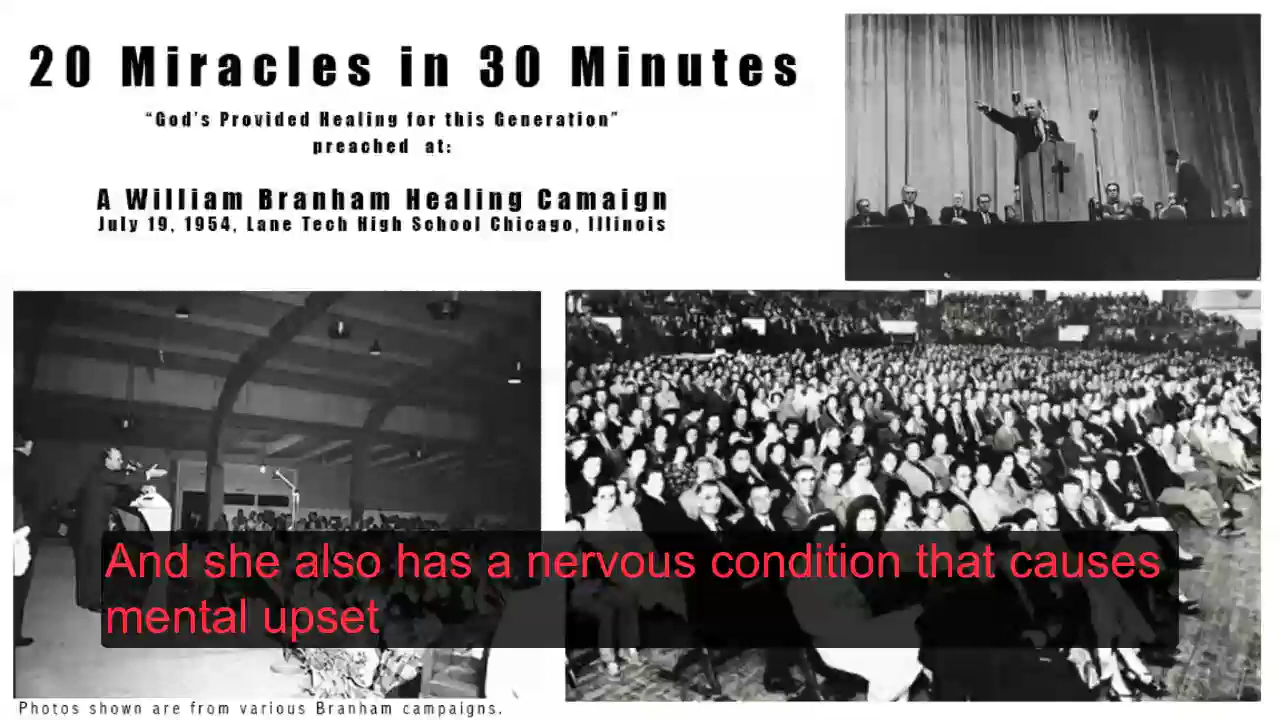 20 Miracles in 30 Minutes
“God's Provided Healing for this Generation”
preached at:
A William Branham Healing Camaign
July 19, 1954, Lane Tech High School Chicago, Illinois
And she also has a nervous condition that causes
mental upset
Photos shown are from various Branham campaigns.